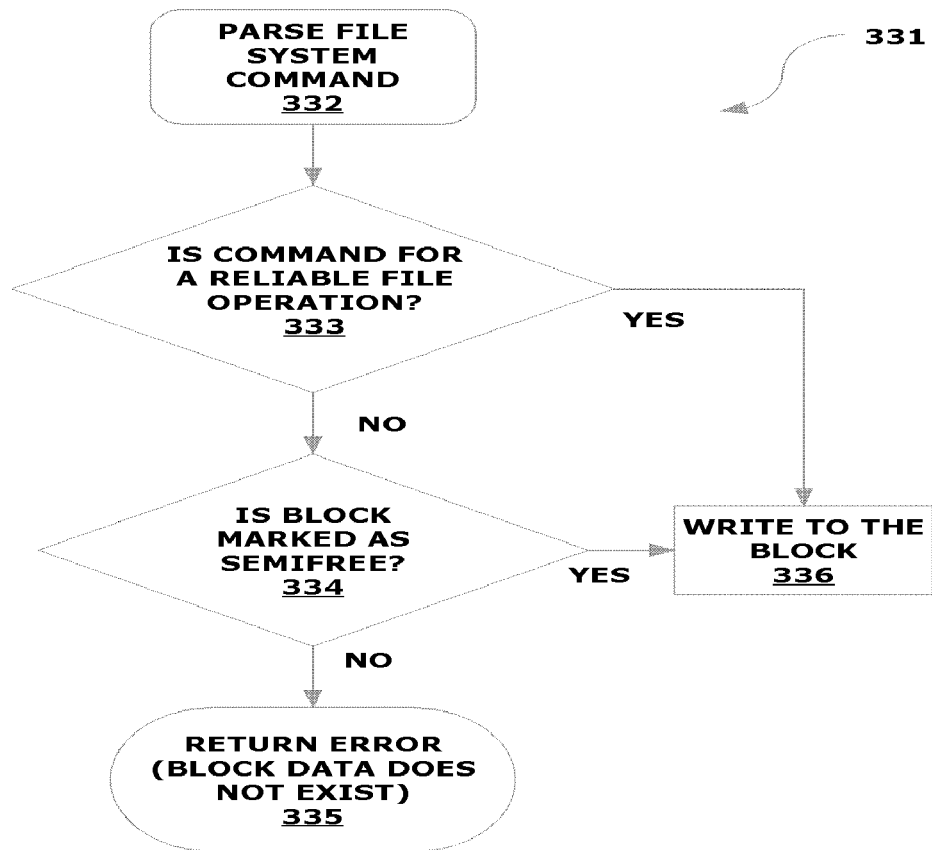 PARSE FILE
SYSTEM
COMMAND
332
331
IS COMMAND FOR
A RELIABLE FILE
OPERATION?
333
YES
NO
IS BLOCK
MARKED AS
SEMIFREE?
334
YES
WRITE TO THE
BLOCK
336
NO
RETURN ERROR
(BLOCK DATA DOES
NOT EXIST)
335